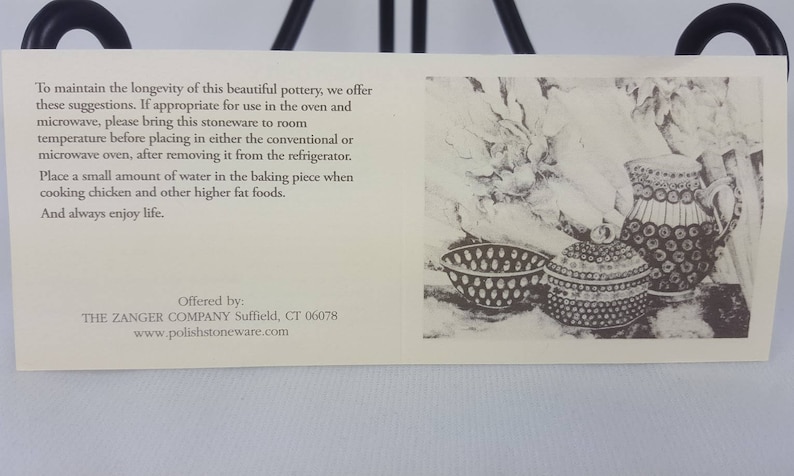 To maintain the longevity of this beautiful pottery, we offer
these suggestions. If appropriate for use in the oven and
microwave, please bring this stoneware to room
temperature before placing in either the conventional or
microwave oven, after removing it from the refrigerator.
Place a small amount of water in the baking piece when
cooking chicken and other higher fat foods.
And always enjoy life.
Offered by:
THE ZANGER COMPANY Suffield, CT 06078
www.polishstoneware.com